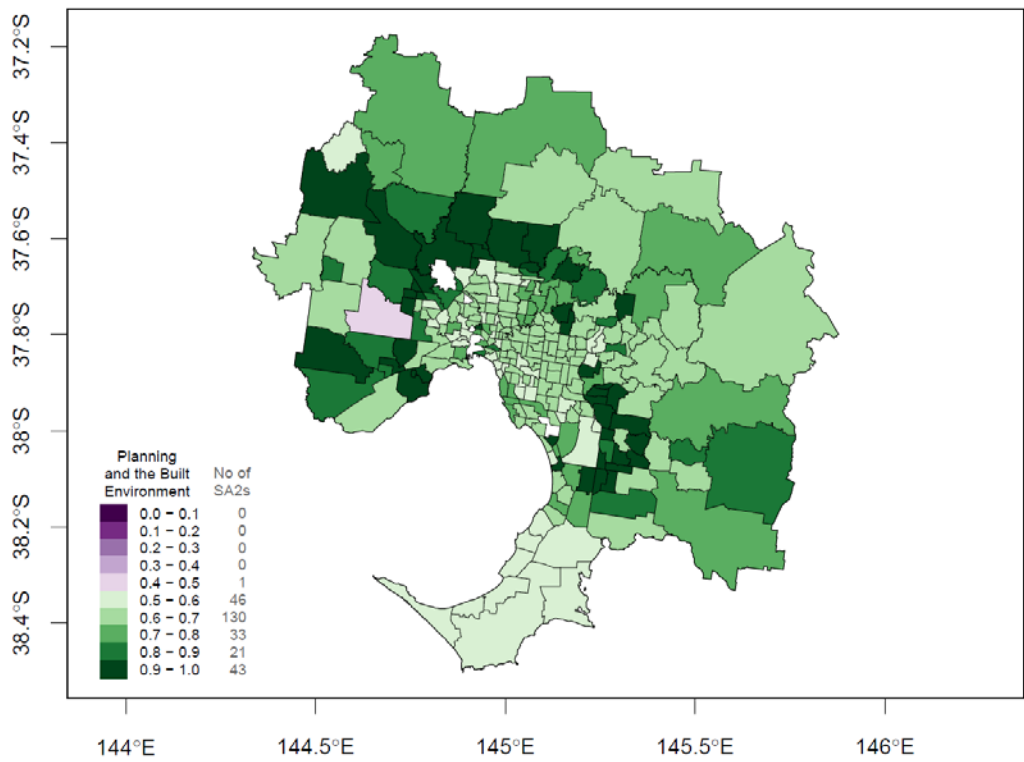 37.2°S
37.4°S
37.6°S
37.8°S
38°S
38.2°S
38.4°S
Planning
and the Built
Environment
No of
SA2s
0.0 − 0.1 0
0.1 − 0.2 0
0.2 − 0.3 0
0.3 − 0.4 0
0.4 − 0.5 1
0.5 − 0.6 46
0.6 − 0.7 130
0.7 − 0.8 33
0.8 − 0.9 21
0.9 − 1.0 43
144°E 144.5°E 145°E 145.5°E 146°E